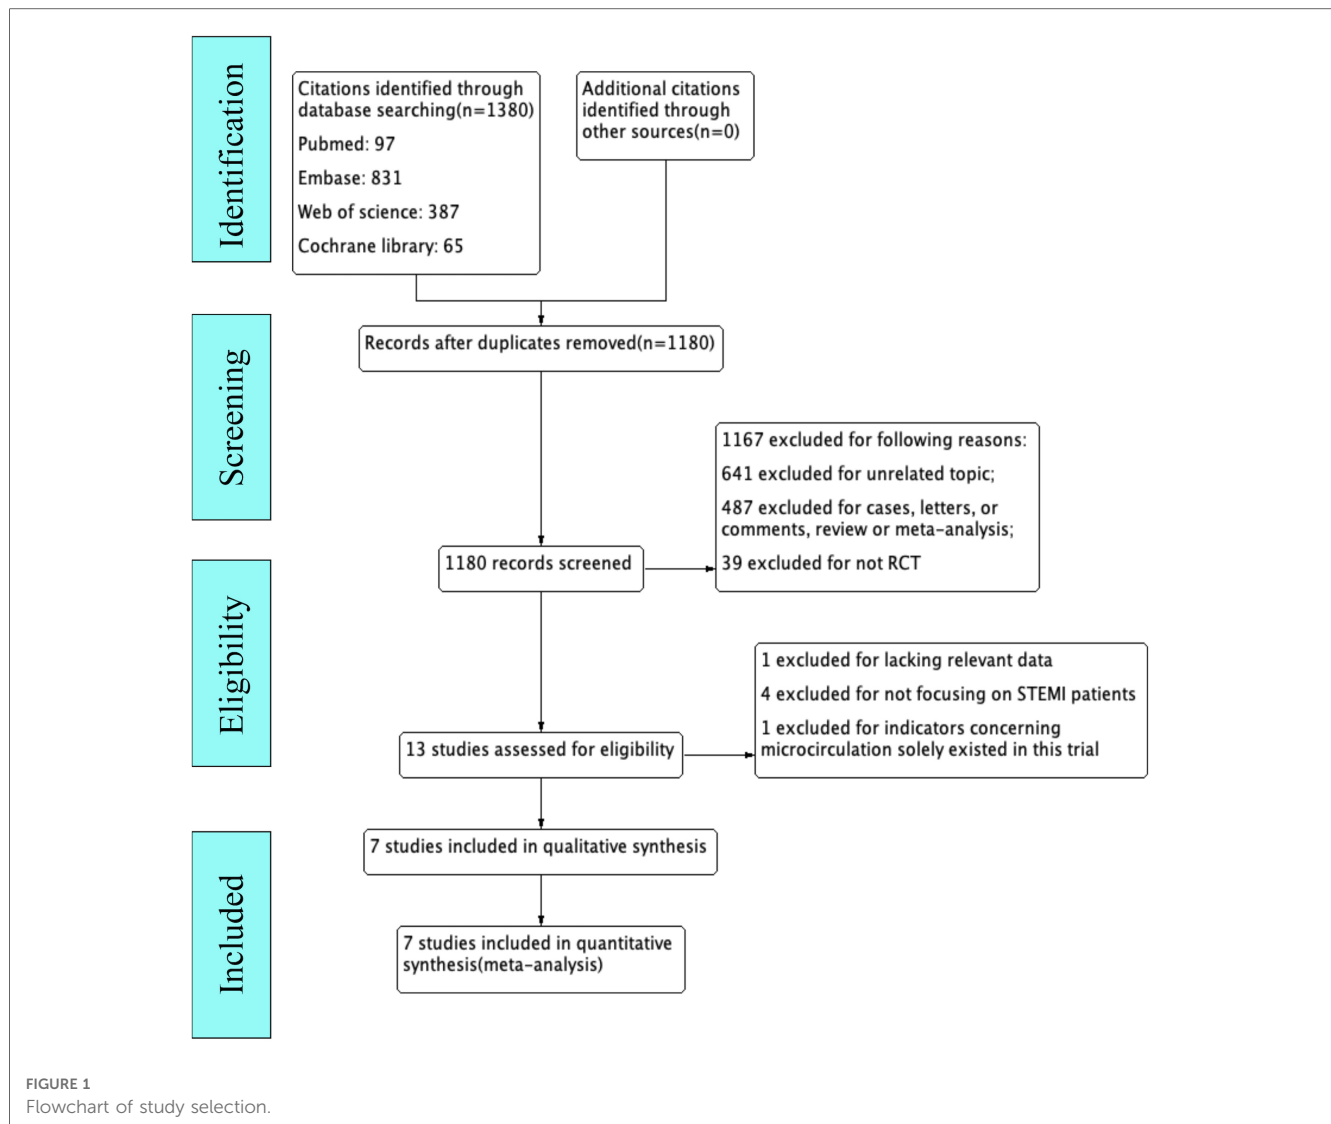 Identification
Citations identified through
database searching(n=1380)
Pubmed: 97
Embase: 831
Web of science: 387
Cochrane library: 65
Additional citations
identified through
other sources(n=0)
Screening
Records after duplicates removed(n=1180)
1180 records screened
1167 excluded for following reasons:
641 excluded for unrelated topic;
487 excluded for cases, letters, or
comments, review or meta-analysis;
39 excluded for not RCT
Eligibility
13 studies assessed for eligibility
1 excluded for lacking relevant data
4 excluded for not focusing on STEMI patients
1 excluded for indicators concerning
microcirculation solely existed in this trial
Included
7 studies included in qualitative synthesis
7 studies included in quantitative
synthesis(meta-analysis)
FIGURE 1
Flowchart of study selection.